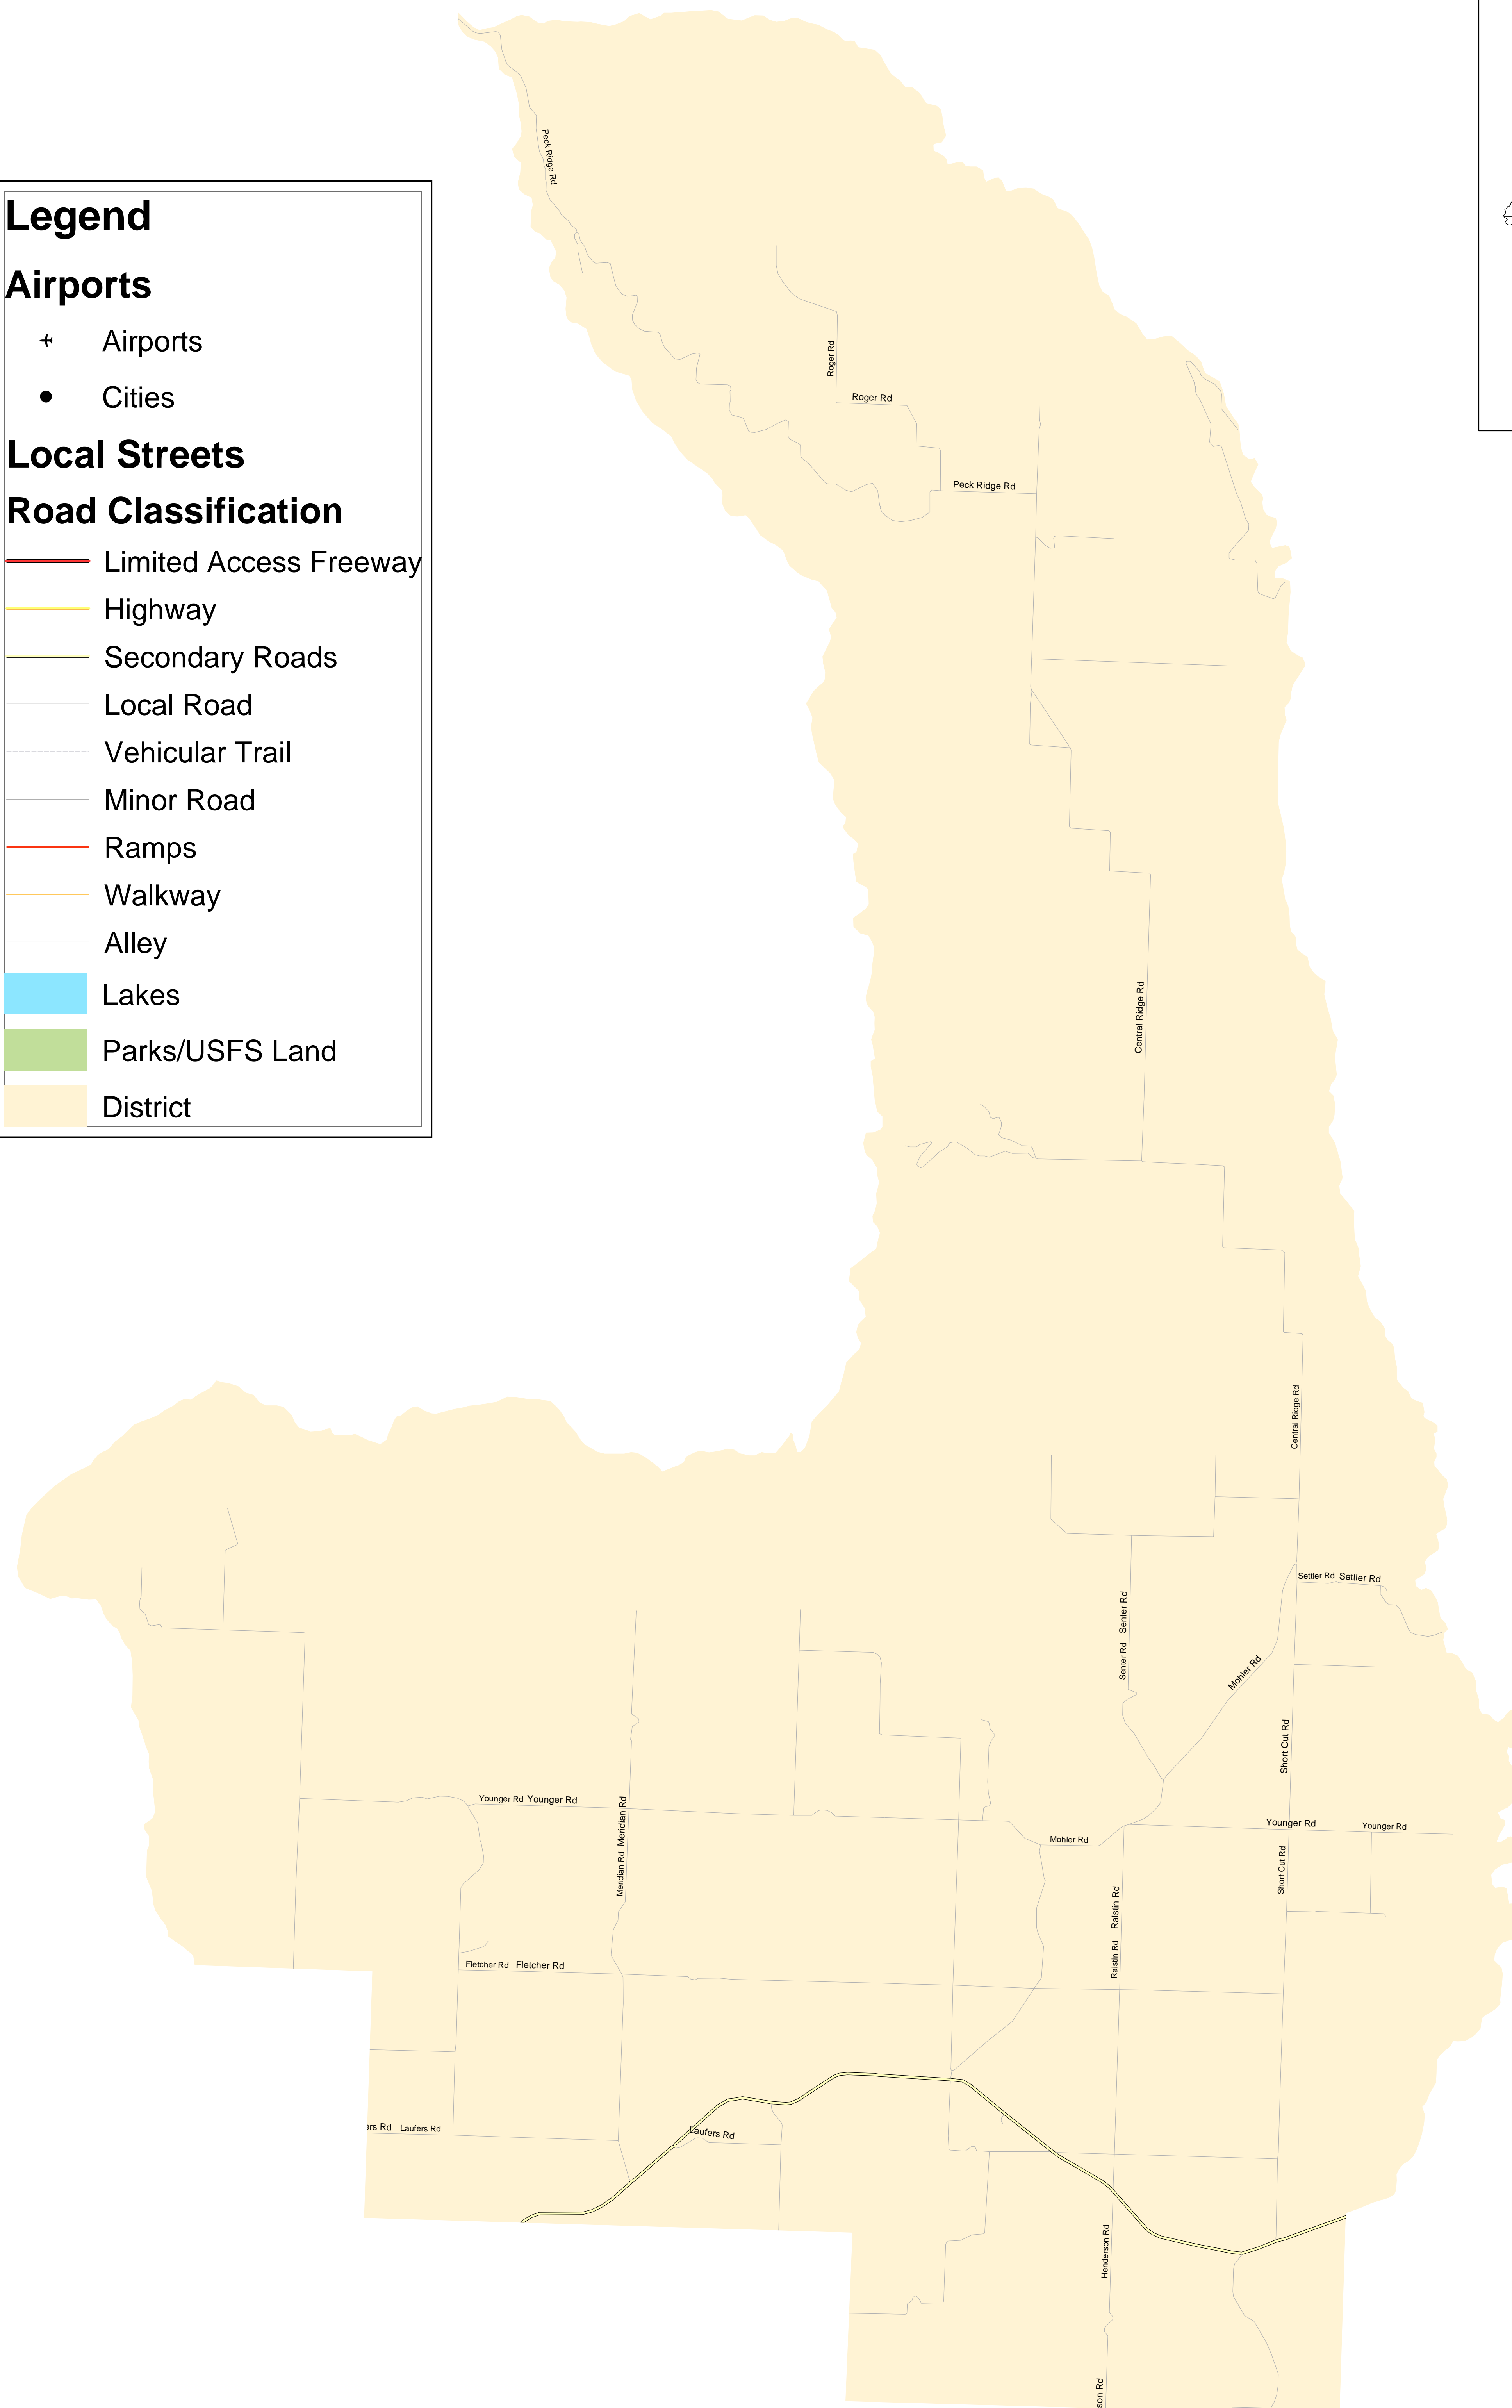 Legend
Airports
Airports
Cities
Local Streets
Road Classification
Limited Access Freeway
Highway
Secondary Roads
Local Road
Vehicular Trail
Minor Road
Ramps
Walkway
Alley
Lakes
Parks/USFS Land
District
Peck Ridge Rd
Roger Rd
Roger Rd
Peck Ridge Rd
Central Ridge Rd
Central Ridge Rd
Settler Rd
Settler Rd
Senter Rd
Senter Rd
Mohler Rd
Short Cut Rd
Younger Rd
Younger Rd
Meridian Rd
Meridian Rd
Mohler Rd
Younger Rd
Younger Rd
Short Cut Rd
Ralstin Rd
Ralstin Rd
Fletcher Rd
Fletcher Rd
ers Rd
Laufers Rd
Laufers Rd
Henderson Rd
son Rd